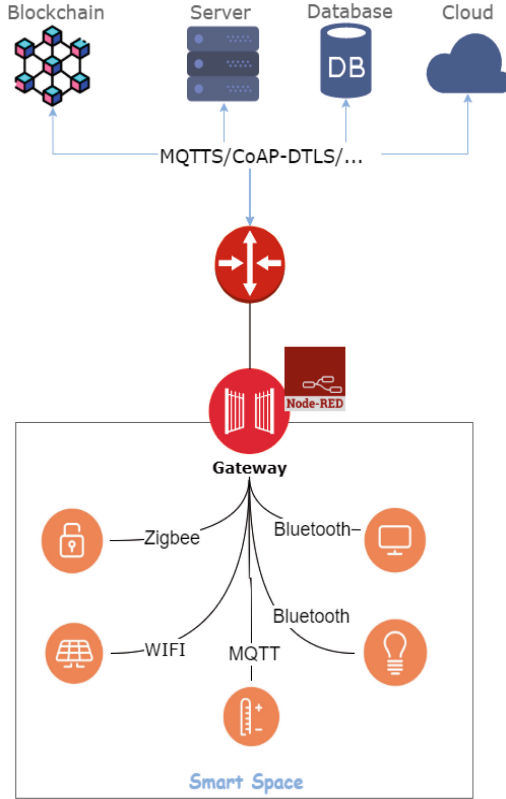 Blockchain
Server
Database
Cloud
DB
MQTTS/CoAP-DTLS/...
Node-RED
Gateway
Zigbee
Bluetooth
WIFI
MQTT
Bluetooth
Smart Space